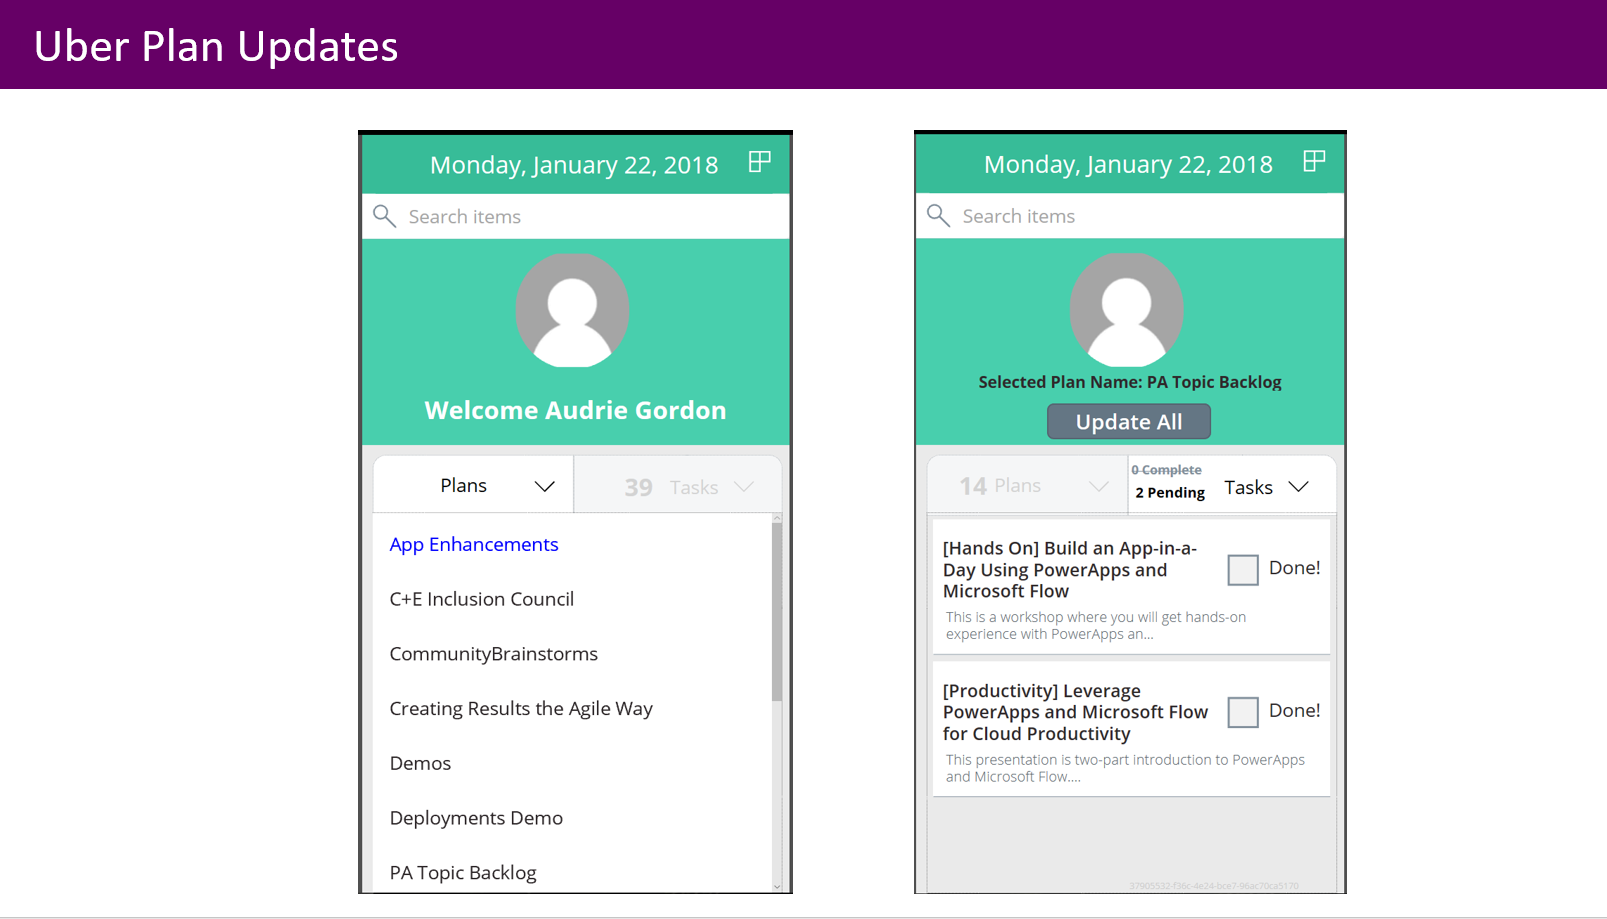 Uber Plan Updates
Monday, January 22, 2018
Search items
Welcome Audrie Gordon
Plans
39 Tasks
App Enhancements
C+E Inclusion Council
CommunityBrainstorms
Creating Results the Agile Way
Demos
Deployments Demo
PA Topic Backlog
Monday, January 22, 2018
Search items
Selected Plan Name: PA Topic Backlog
Update All
14 Plans
0 Complete
2 Pending
Tasks
[Hands On] Build an App-in-a-
Day Using PowerApps and
Microsoft Flow
Done!
This is a workshop where you will get hands-on
experience with PowerApps an...
[Productivity] Leverage
PowerApps and Microsoft Flow
for Cloud Productivity
Done!
This presentation is two-part introduction to PowerApps
and Microsoft Flow....